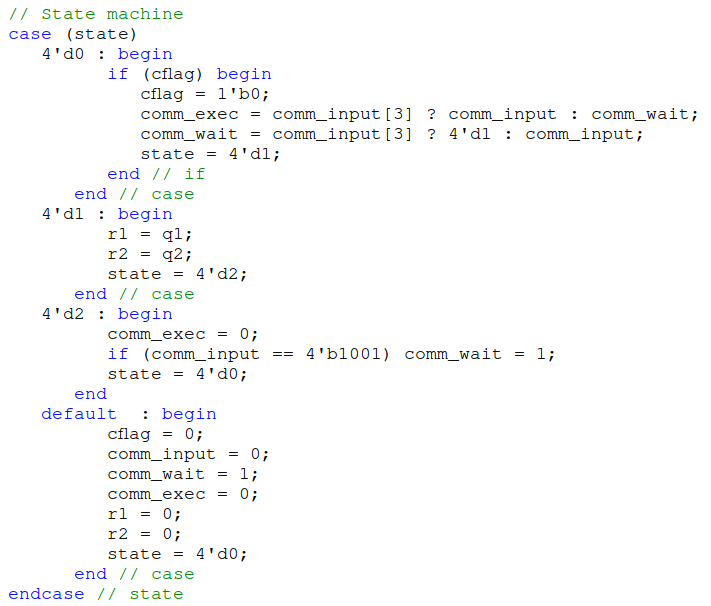 // State machine
case (state)
   4'd0 : begin
         if (cflag) begin
            cflag = 1'b0;
            comm_exec = comm_input[3] ? comm_input : comm_wait;
            comm_wait = comm_input[3] ? 4'd1 : comm_input;
            state = 4'd1;
         end // if
      end // case
   4'd1 : begin
         r1 = q1;
         r2 = q2;
         state = 4'd2;
      end // case
   4'd2 : begin
         comm_exec = 0;
         if (comm_input == 4'b1001) comm_wait = 1;
         state = 4'd0;
      end
   default  : begin
         cflag = 0;
         comm_input = 0;
         comm_wait = 1;
         comm_exec = 0;
         r1 = 0;
         r2 = 0;
         state = 4'd0;
      end // case
endcase // state